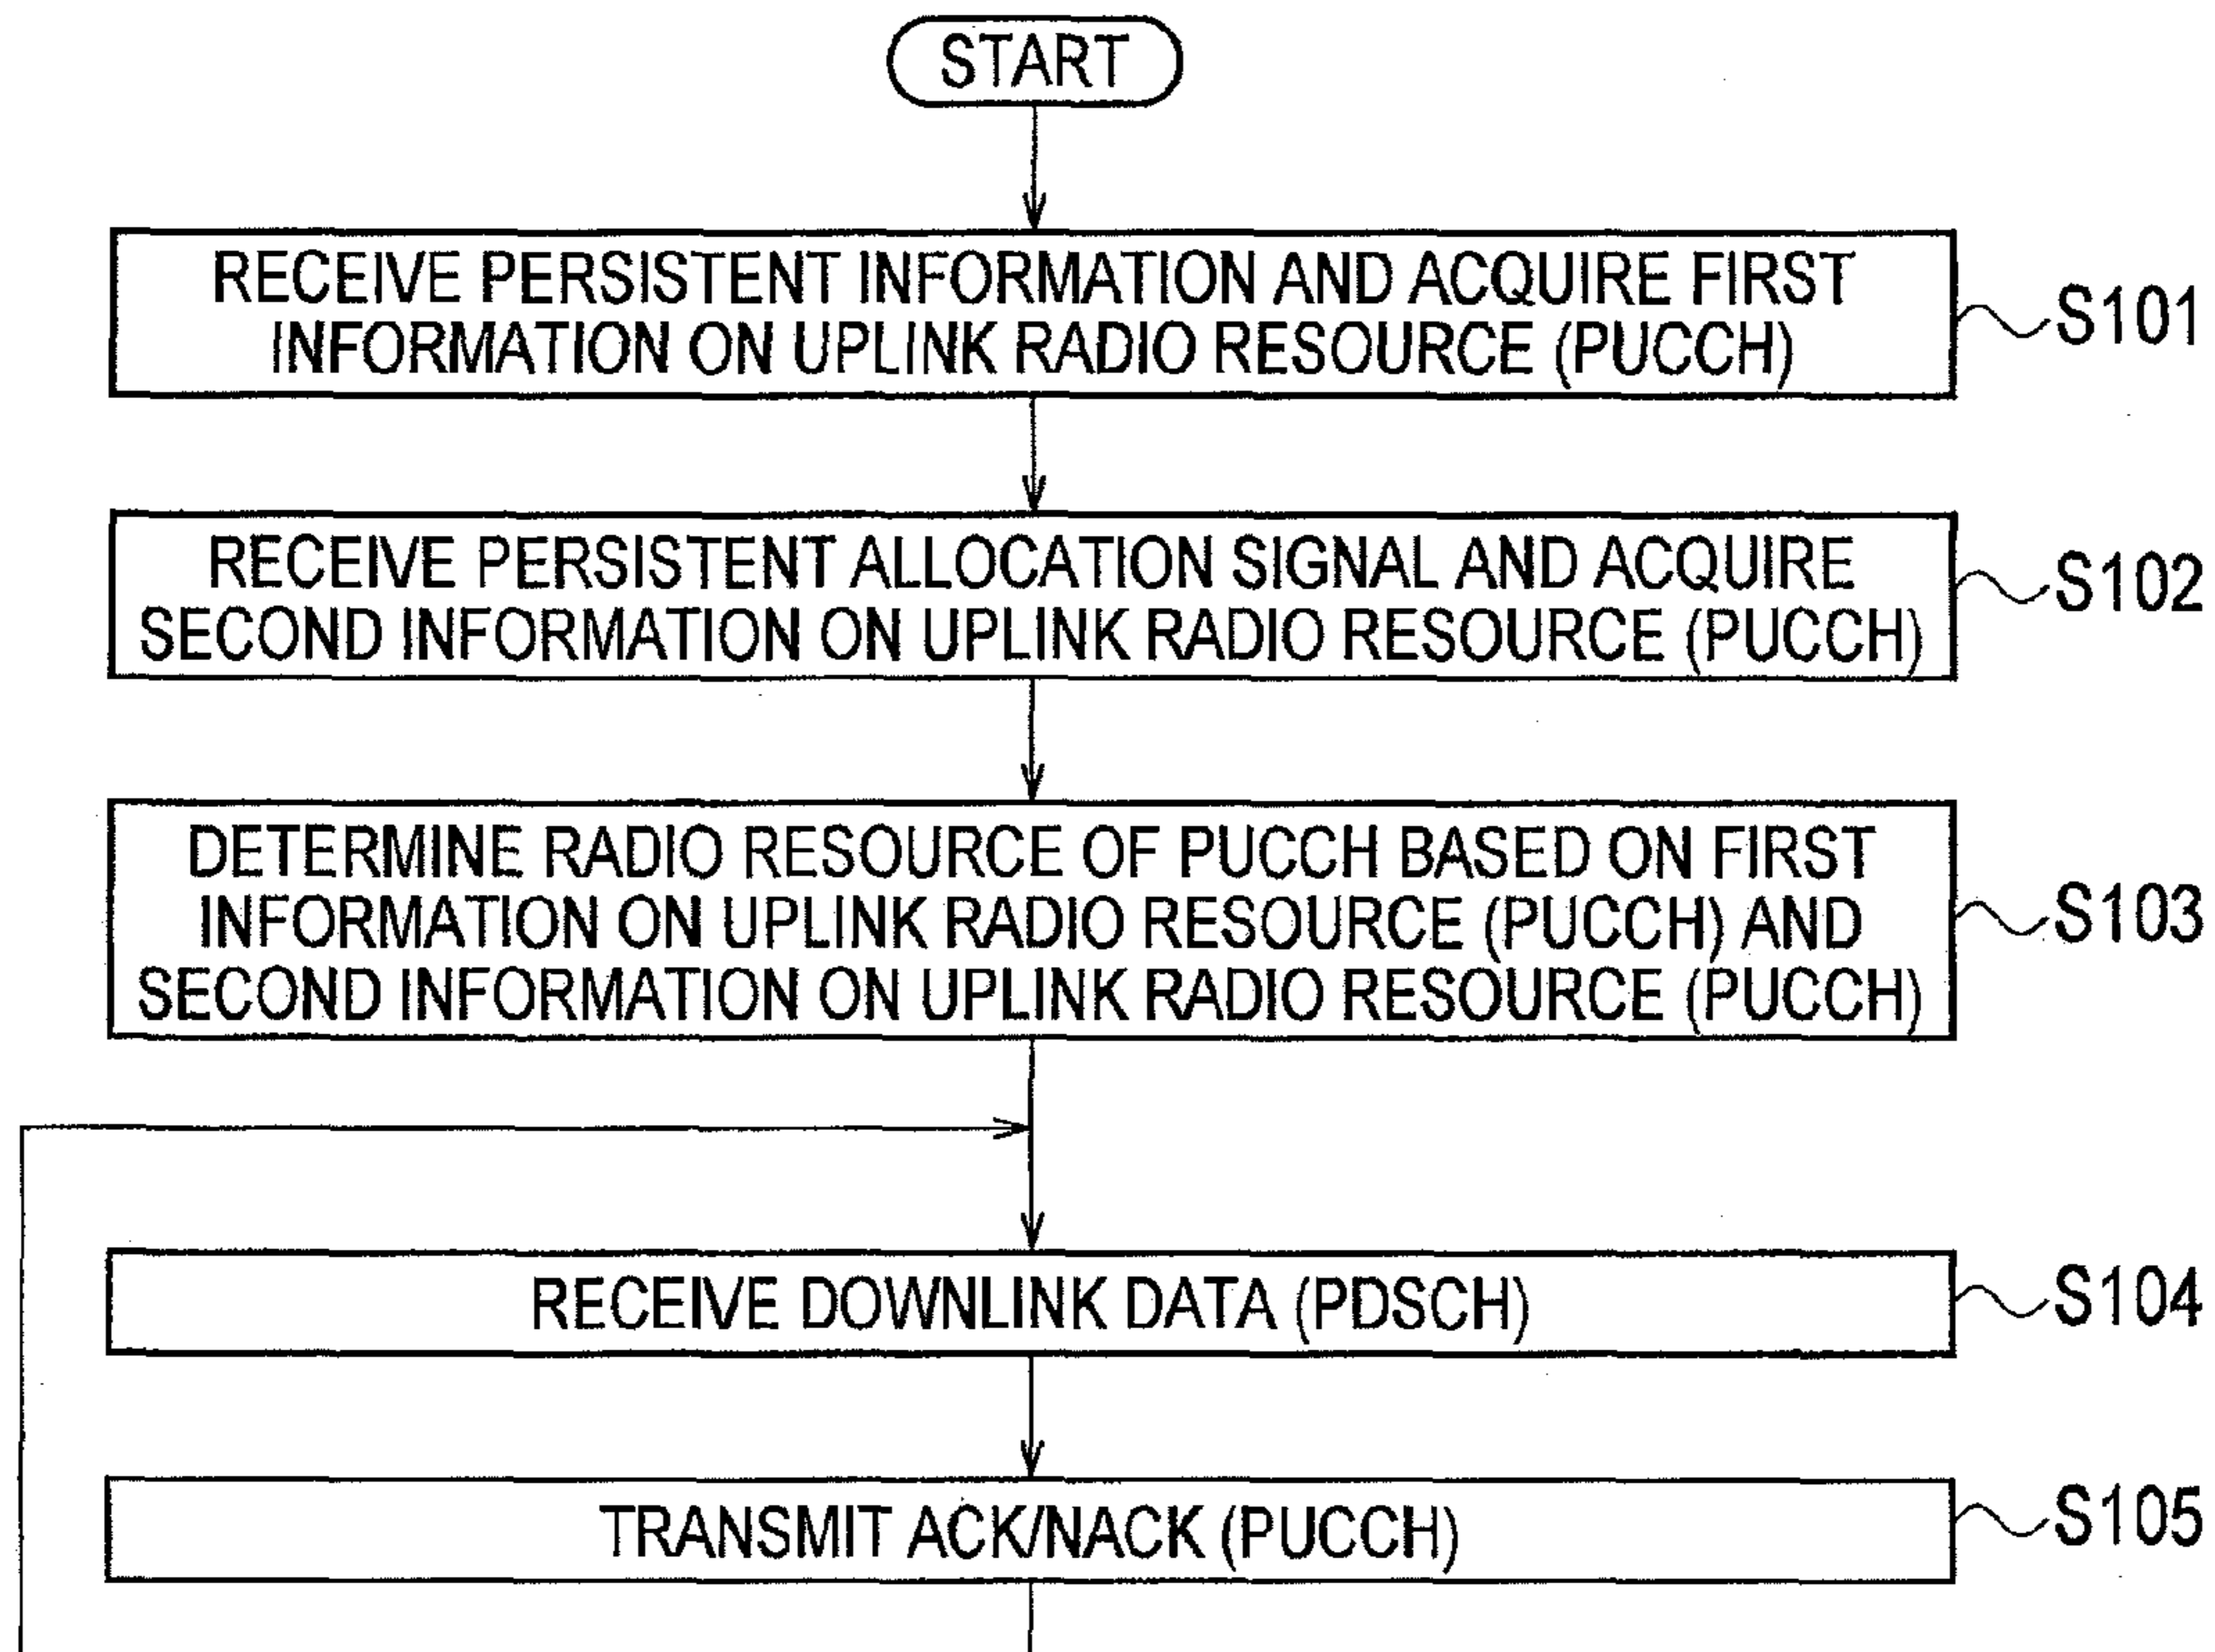 START
RECEIVE PERSISTENT INFORMATION AND ACQUIRE FIRST
INFORMATION ON UPLINK RADIO RESOURCE (PUCCH)
S101
RECEIVE PERSISTENT ALLOCATION SIGNAL AND ACQUIRE
SECOND INFORMATION ON UPLINK RADIO RESOURCE (PUCCH)
S102
DETERMINE RADIO RESOURCE OF PUCCH BASED ON FIRST
INFORMATION ON UPLINK RADIO RESOURCE (PUCCH) AND
SECOND INFORMATION ON UPLINK RADIO RESOURCE (PUCCH)
S103
RECEIVE DOWNLINK DATA (PDSCH)
S104
TRANSMIT ACK/NACK (PUCCH)
S105